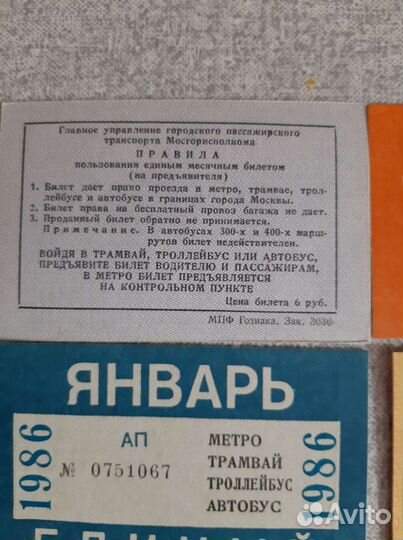 Главное управление городского пассажирского
транспорта Мосгорисполкома
ПРАВИЛА
пользования единым месячным билетом
(на предъявителя)
1. Билет дает право проезда в метро, трамвае, трол-
лейбусе и автобусе в границах города Москвы.
2. Билет права на бесплатный провоз багажа не дает.
3. Проданный билет обратно не принимается.
Примечание. В автобусах 300-х и 400-х марш-
рутов билет недействителен.
ВОЙДЯ В ТРАМВАЙ, ТРОЛЛЕЙБУС ИЛИ АВТОБУС,
ПРЕДЪЯВИТЕ БИЛЕТ ВОДИТЕЛЮ И ПАССАЖИРАМ,
В МЕТРО БИЛЕТ ПРЕДЪЯВЛЯЕТСЯ
НА КОНТРОЛЬНОМ ПУНКТЕ
Цена билета 6 руб.
МПФ Гознака. Зак. 3030-
ЯНВАРЬ
1986
АП
№ 0751067
МЕТРО
ТРАМВАЙ
ТРОЛЛЕЙБУС
АВТОБУС
1986
ЕДИНЫЙ
Avito